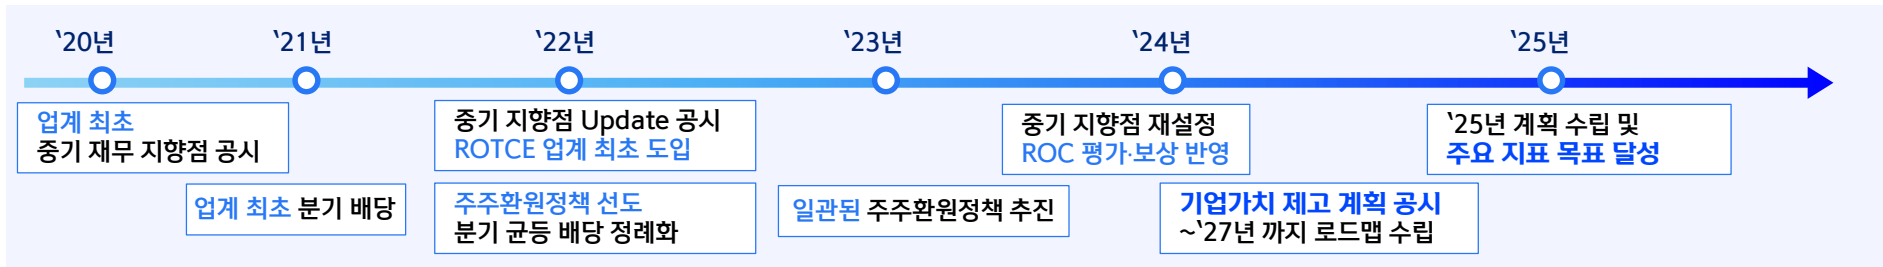 ‵20년
‵21년
‵22년
‵23년
‵24년
‵25년
업계 최초
중기 재무 지향점 공시
업계 최초 분기 배당
중기 지향점 Update 공시
ROTCE 업계 최초 도입
주주환원정책 선도
분기 균등 배당 정례화
일관된 주주환원정책 추진
중기 지향점 재설정
ROC 평가·보상 반영
기업가치 제고 계획 공시
~‵27년 까지 로드맵 수립
‵25년 계획 수립 및
주요 지표 목표 달성